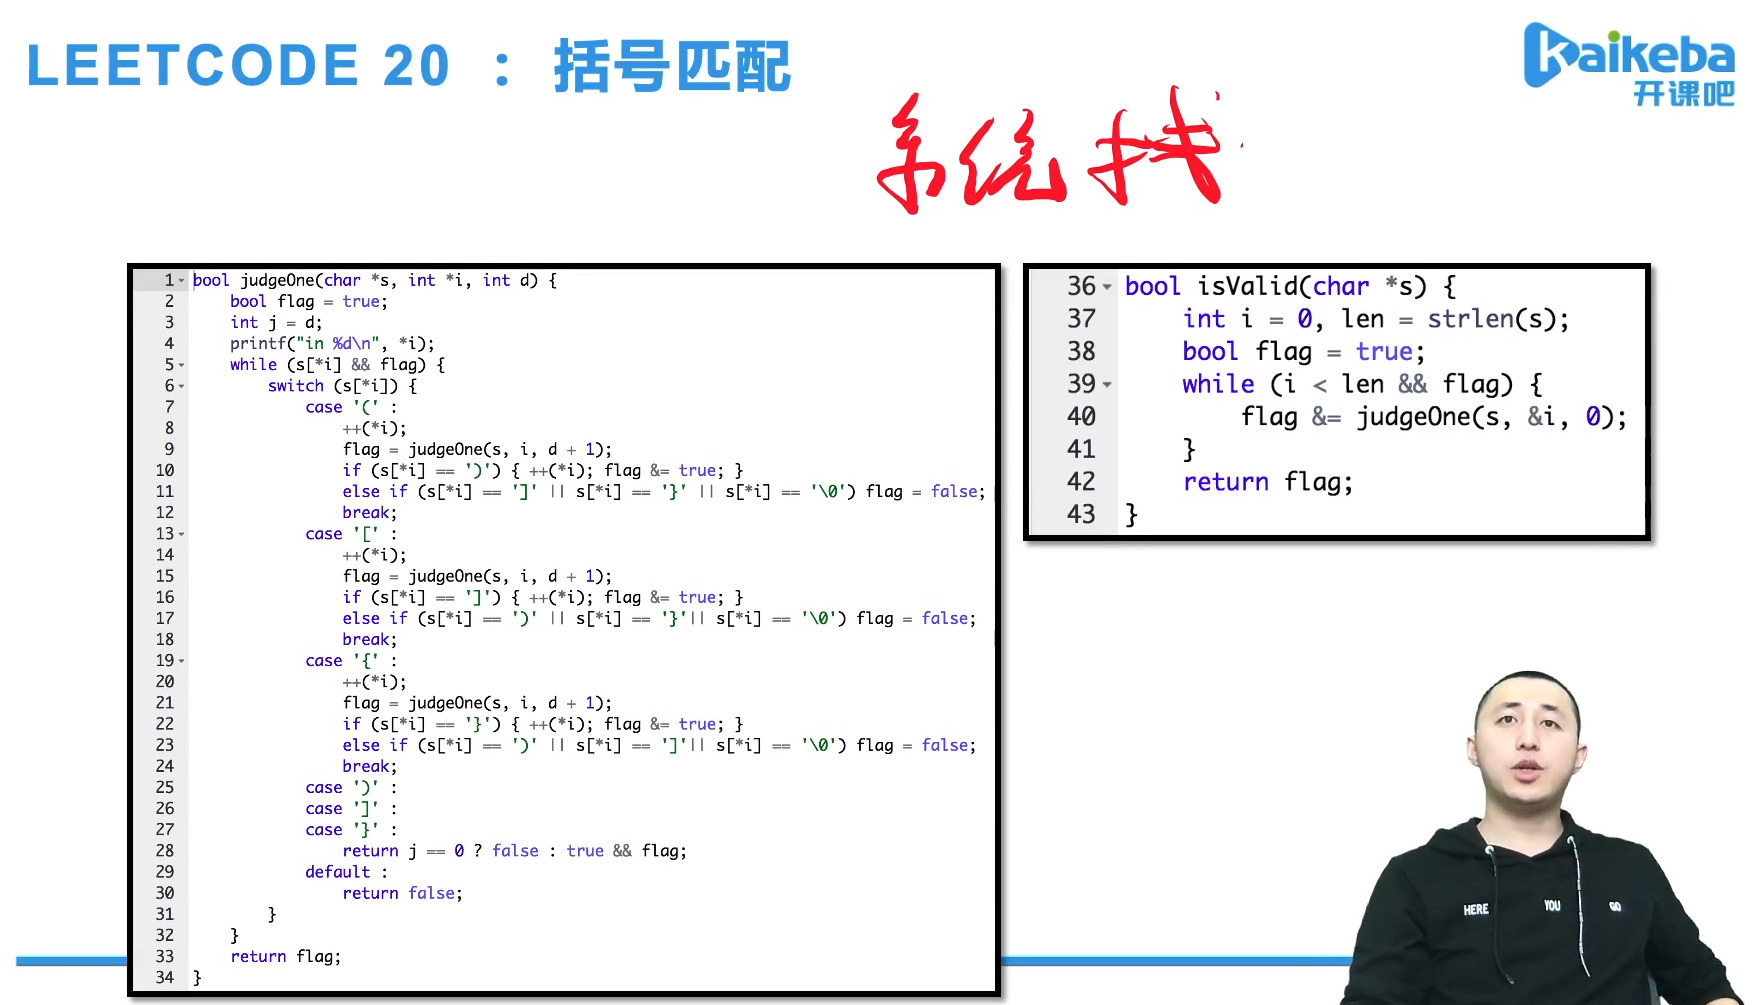 LEETCODE 20 : 括号匹配
kaikeba
开课吧
系统栈
1 bool judgeOne(char *s, int *i, int d) {
2     bool flag = true;
3     int j = d;
4     printf("in %d\n", *i);
5     while (s[*i] && flag) {
6         switch (s[*i]) {
7             case '(' :
8                 ++(*i);
9                 flag = judgeOne(s, i, d + 1);
10                 if (s[*i] == ')') { ++(*i); flag &= true; }
11                 else if (s[*i] == ']' || s[*i] == '}' || s[*i] == '\0') flag = false;
12                 break;
13             case '[' :
14                 ++(*i);
15                 flag = judgeOne(s, i, d + 1);
16                 if (s[*i] == ']') { ++(*i); flag &= true; }
17                 else if (s[*i] == ')' || s[*i] == '}'|| s[*i] == '\0') flag = false;
18                 break;
19             case '{' :
20                 ++(*i);
21                 flag = judgeOne(s, i, d + 1);
22                 if (s[*i] == '}') { ++(*i); flag &= true; }
23                 else if (s[*i] == ')' || s[*i] == ']'|| s[*i] == '\0') flag = false;
24                 break;
25             case ')' :
26             case ']' :
27             case '}' :
28                 return j == 0 ? false : true && flag;
29             default :
30                 return false;
31         }
32     }
33     return flag;
34 }
36 bool isValid(char *s) {
37     int i = 0, len = strlen(s);
38     bool flag = true;
39     while (i < len && flag) {
40         flag &= judgeOne(s, &i, 0);
41     }
42     return flag;
43 }
HERE YOU GO